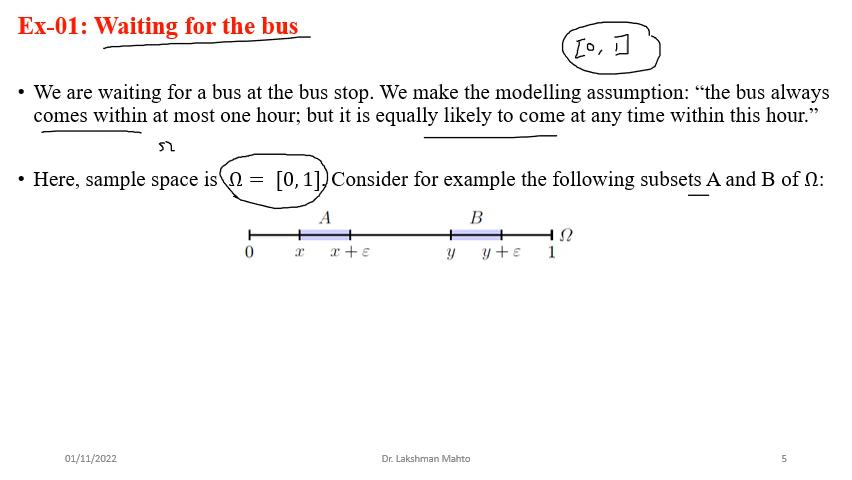 Ex-01: Waiting for the bus
[0, 1]
• We are waiting for a bus at the bus stop. We make the modelling assumption: “the bus always
comes within at most one hour; but it is equally likely to come at any time within this hour.”
Ω
• Here, sample space is Ω = [0, 1]. Consider for example the following subsets A and B of Ω:
A B
Ω
0 x x + ε y y + ε 1
01/11/2022 Dr. Lakshman Mahto 5